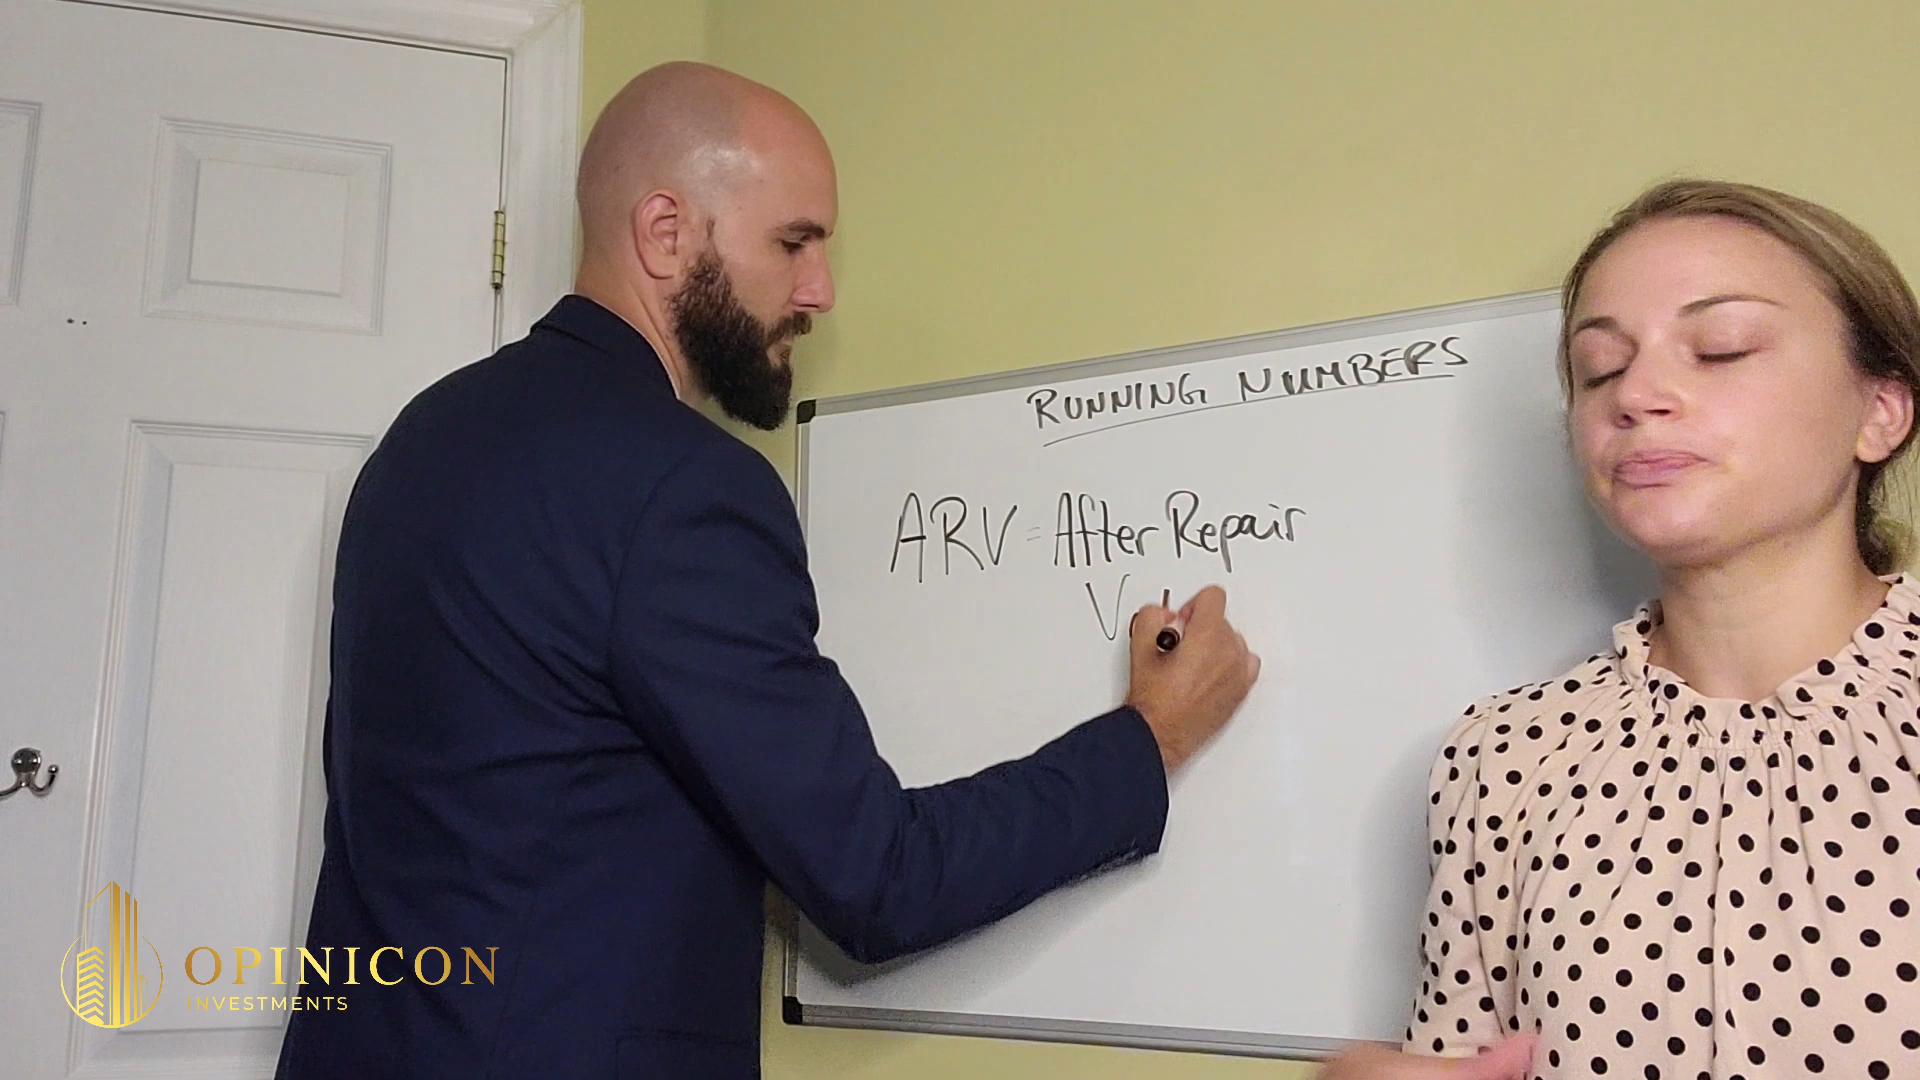 RUNNING NUMBERS
ARV = After Repair
OPINICON
INVESTMENTS